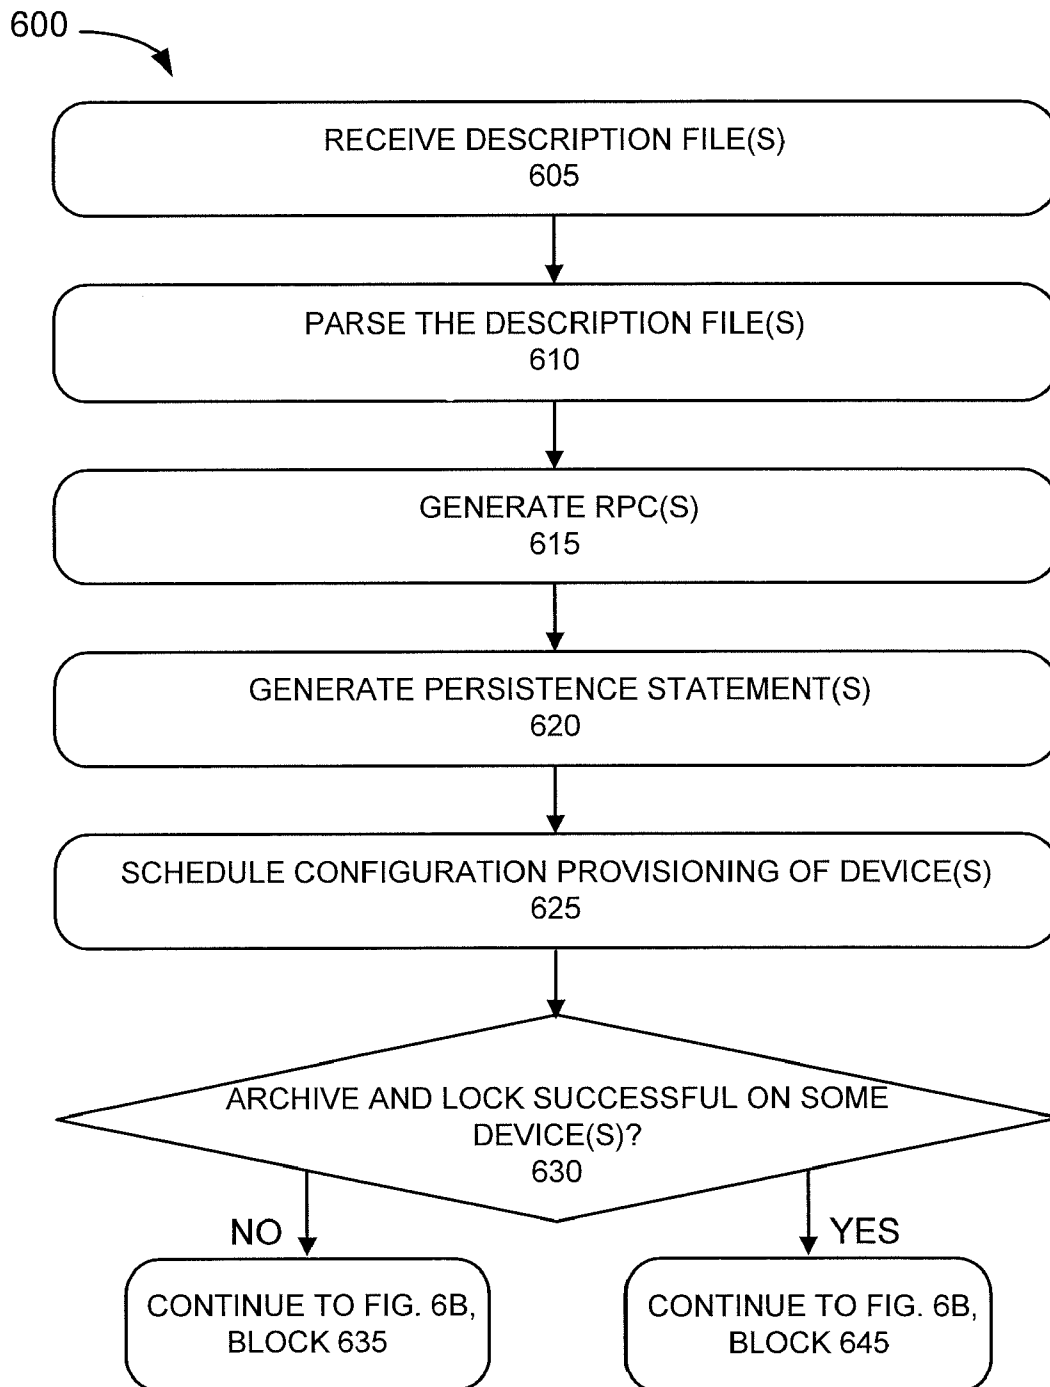 600
RECEIVE DESCRIPTION FILE(S)
605
PARSE THE DESCRIPTION FILE(S)
610
GENERATE RPC(S)
615
GENERATE PERSISTENCE STATEMENT(S)
620
SCHEDULE CONFIGURATION PROVISIONING OF DEVICE(S)
625
ARCHIVE AND LOCK SUCCESSFUL ON SOME
DEVICE(S)?
630
NO
YES
CONTINUE TO FIG. 6B,
BLOCK 635
CONTINUE TO FIG. 6B,
BLOCK 645